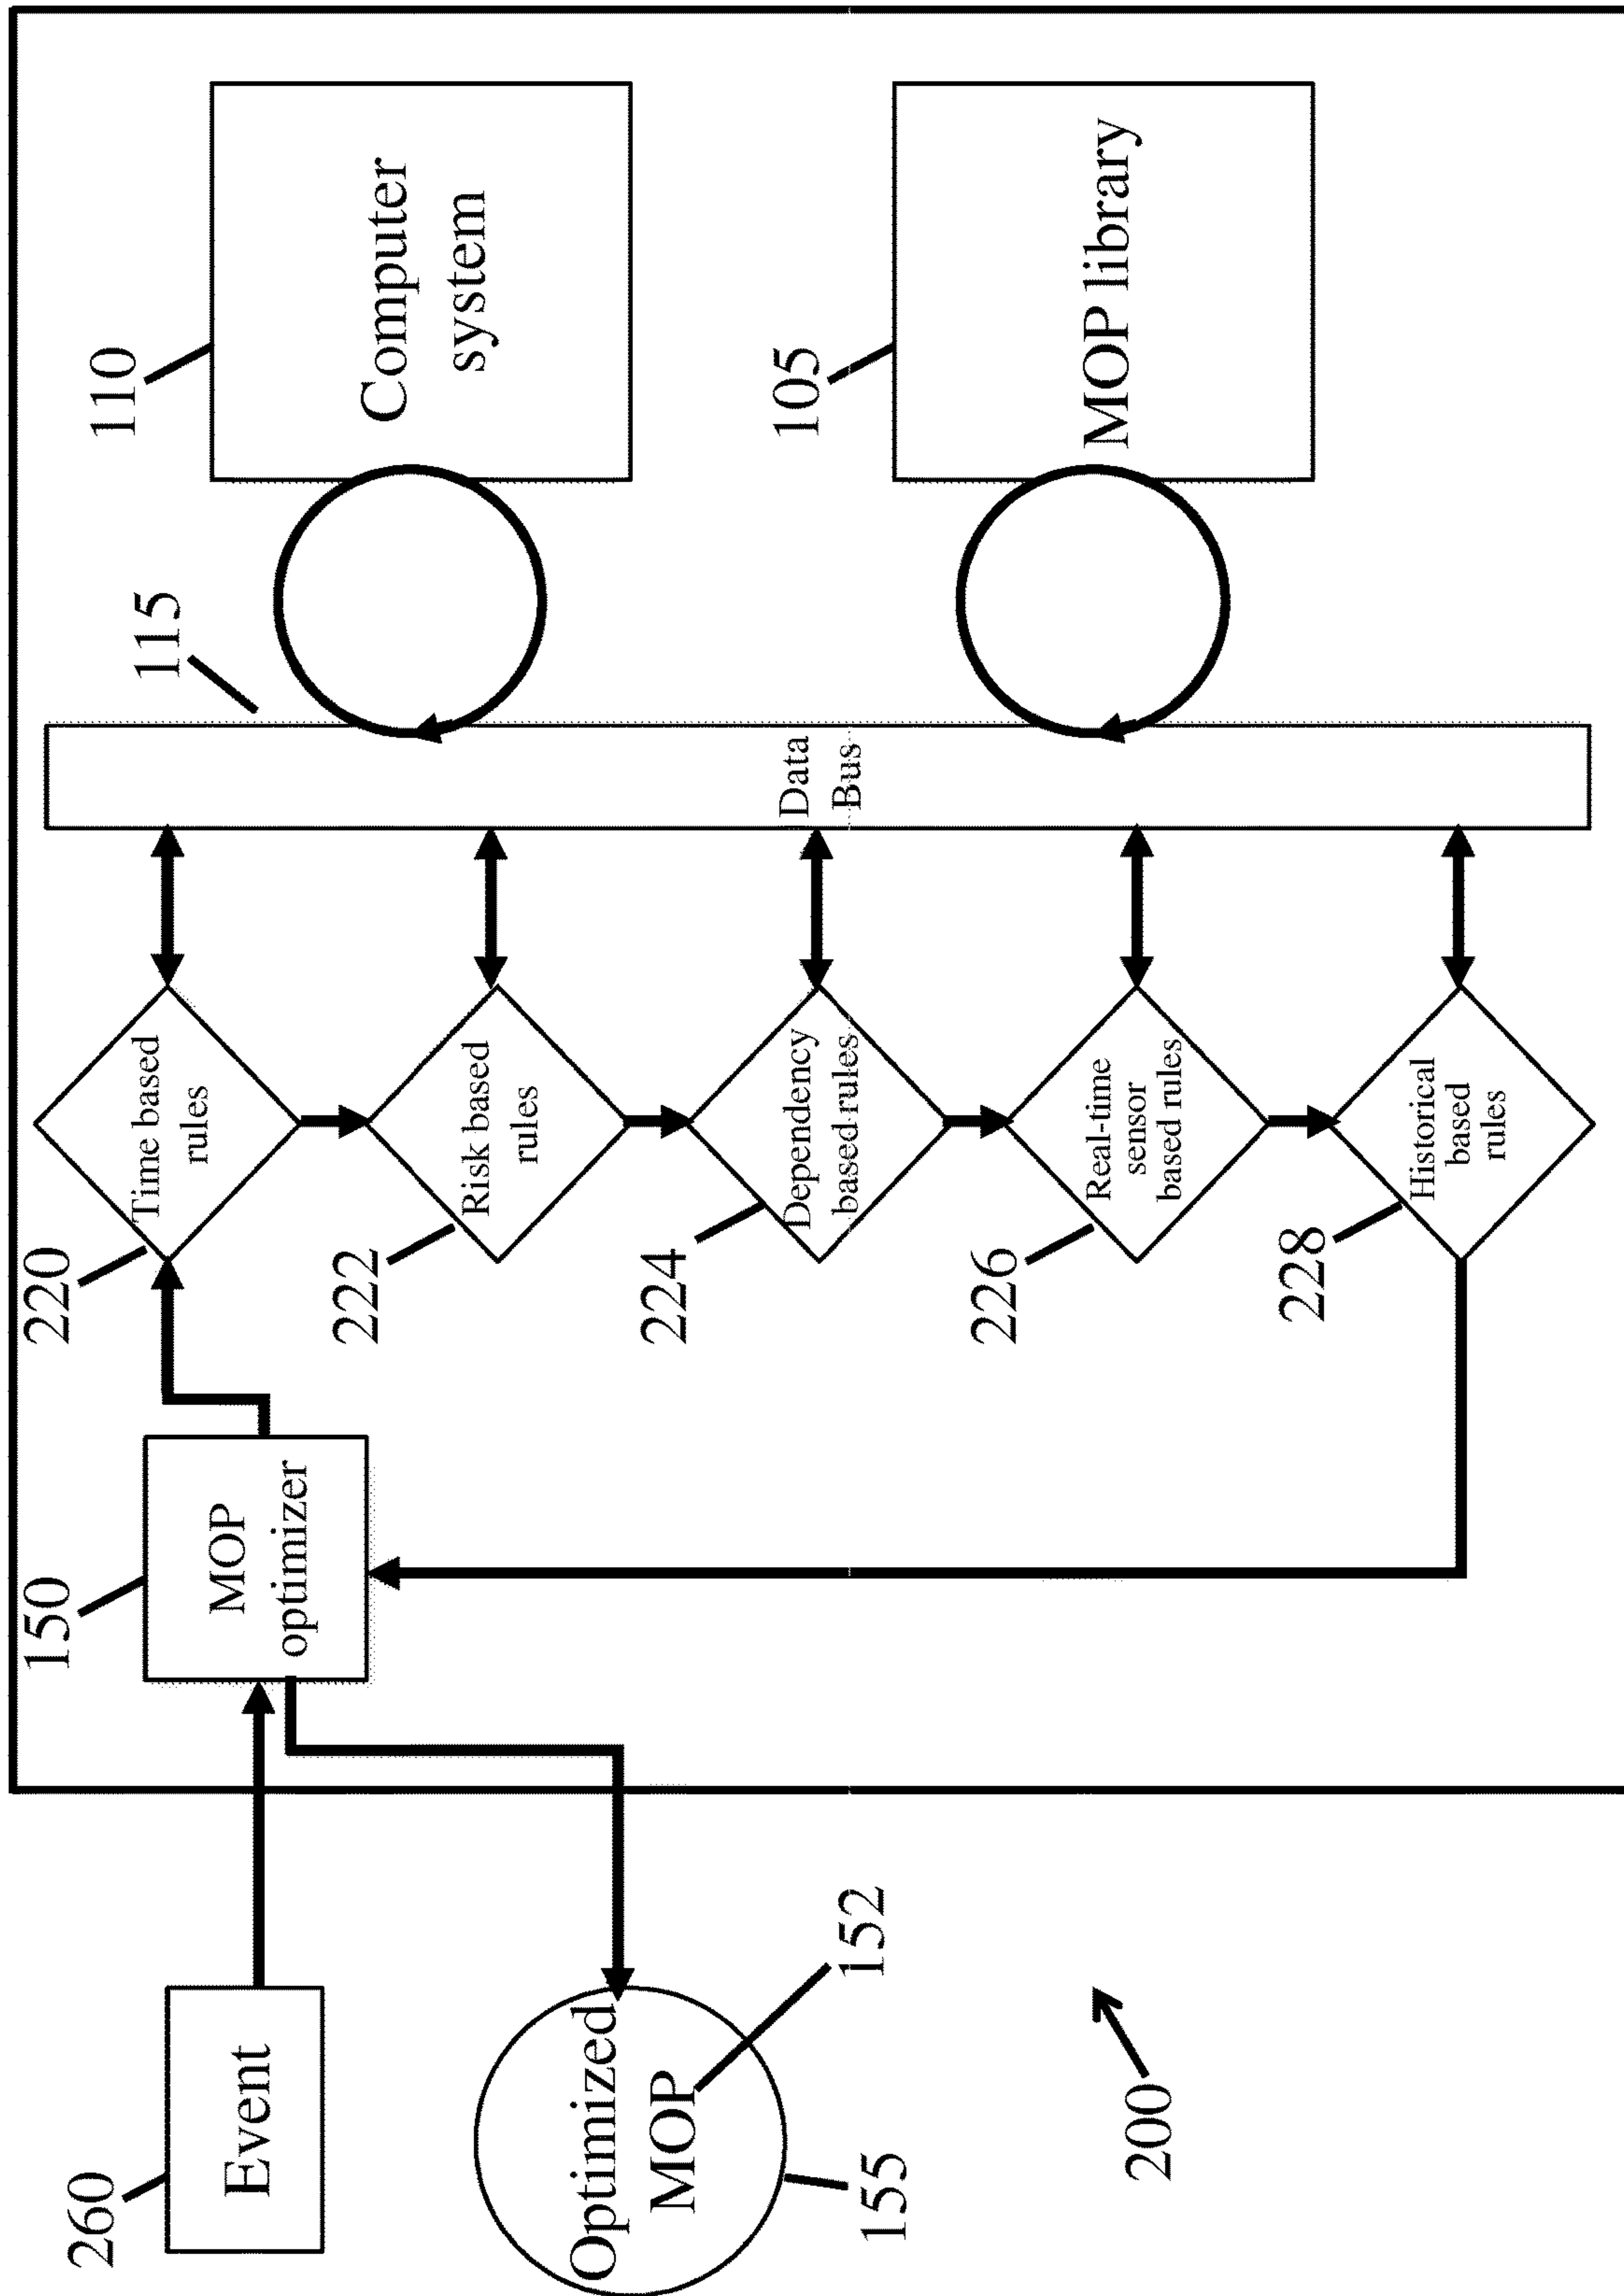 260
Event
Optimized
MOP
152
155
200
150
MOP
optimizer
220
Time based
rules
222
Risk based
rules
224
Dependency
based rules
226
Real-time
sensor
based rules
228
Historical
based
rules
115
Data
Bus
110
Computer
system
105
MOP library